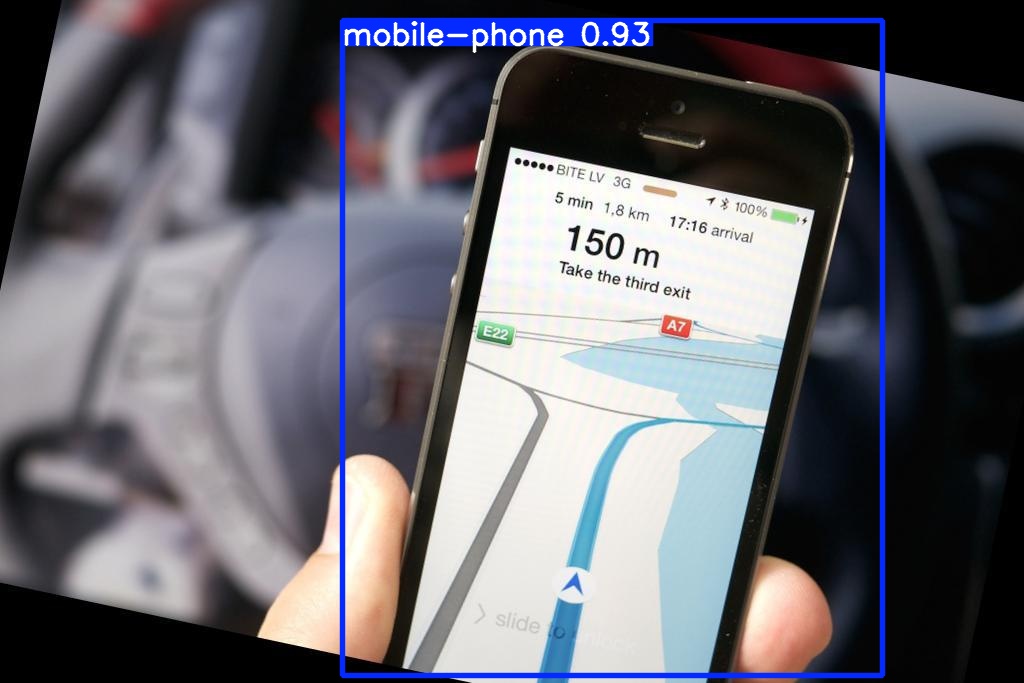 mobile-phone 0.93
BITE LV 3G 100%
5 min 1,8 km 17:16 arrival
150 m
Take the third exit
E22
A7
slide to unlock